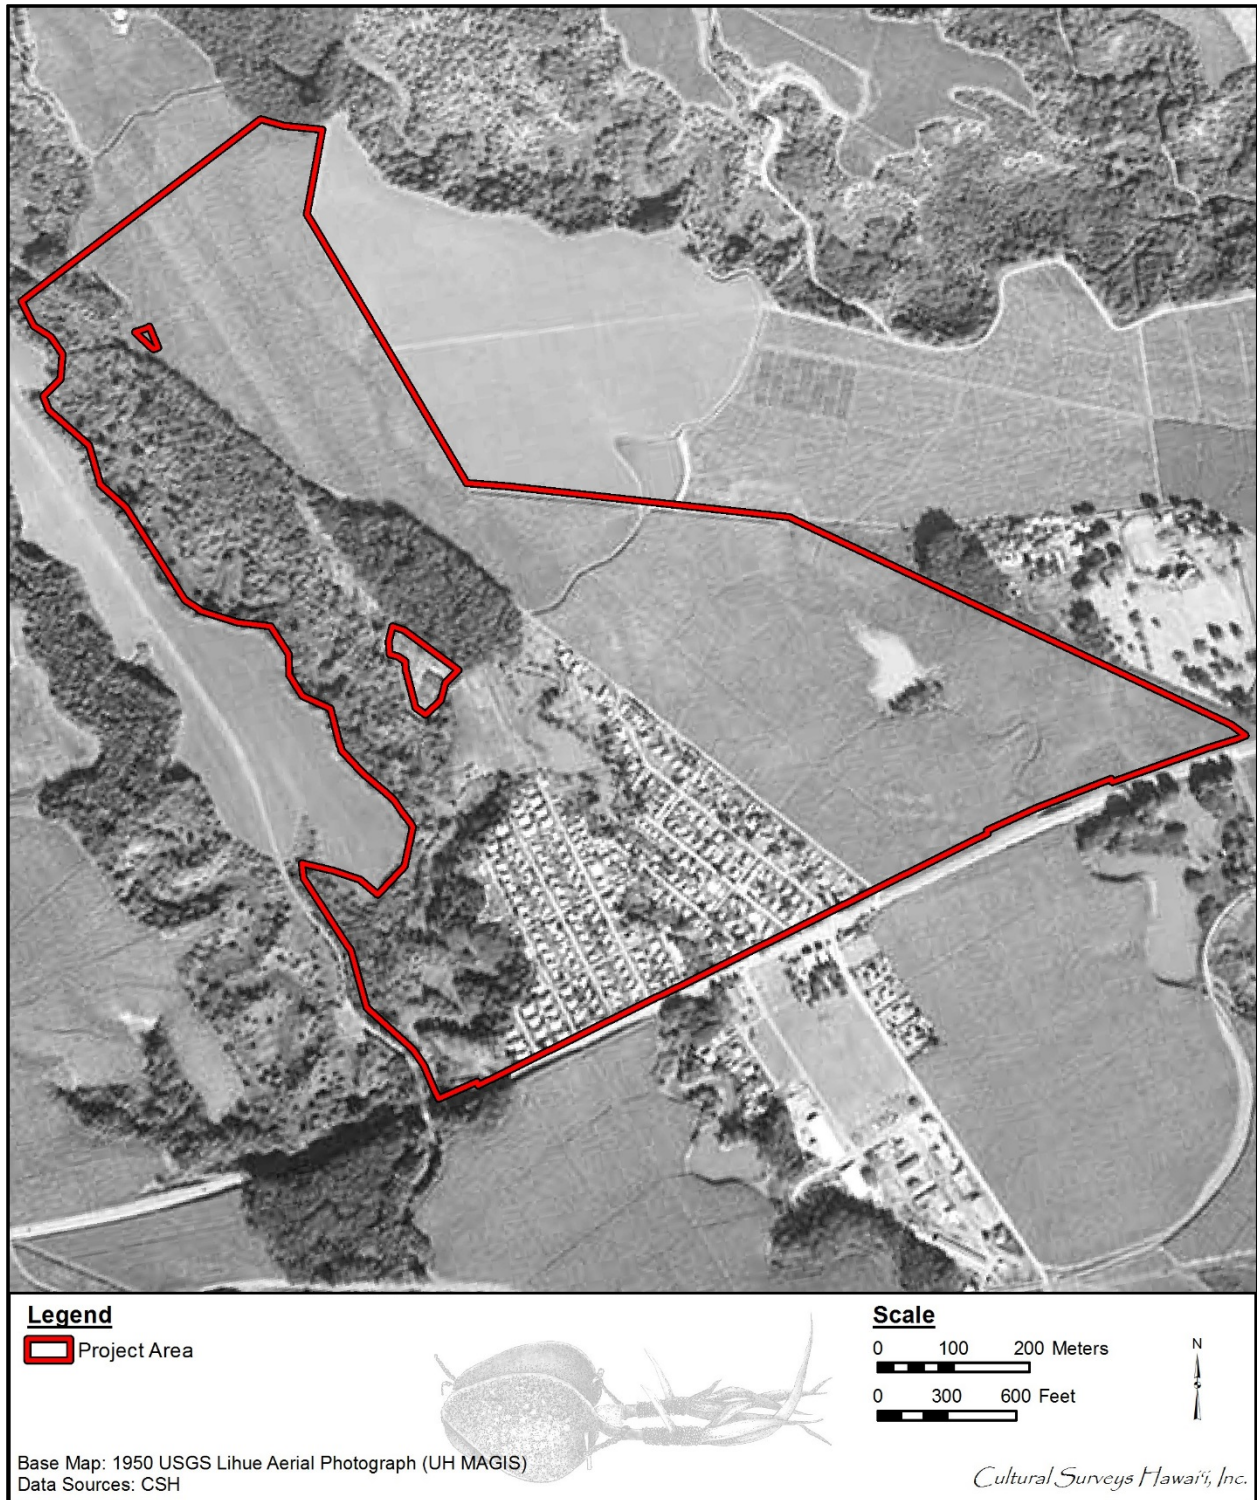 Legend
Project Area
Scale
0 100 200 Meters
0 300 600 Feet
N
Base Map: 1950 USGS Lihue Aerial Photograph (UH MAGIS)
Data Sources: CSH
Cultural Surveys Hawai‘i, Inc.